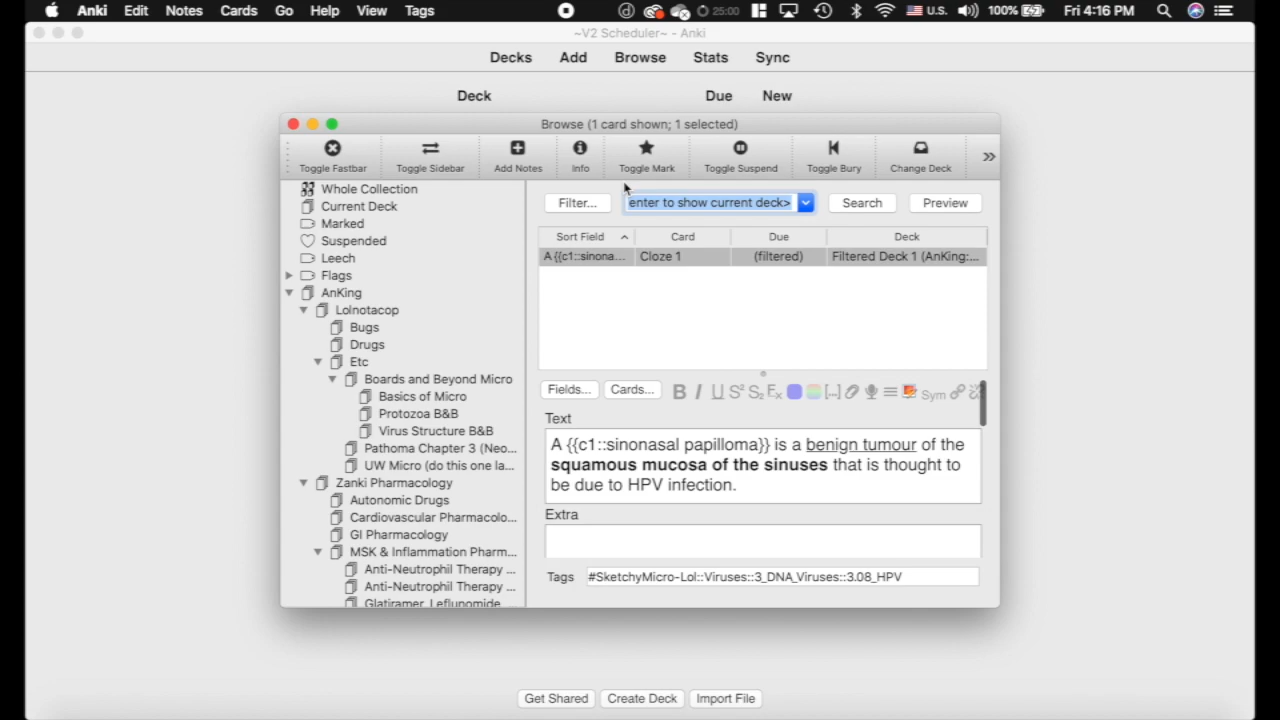 Anki Edit Notes Cards Go Help View Tags 25:00 U.S. 100% Fri 4:16 PM
~V2 Scheduler~ - Anki
Decks Add Browse Stats Sync
Deck Due New
Browse (1 card shown; 1 selected)
Toggle Fastbar Toggle Sidebar Add Notes Info Toggle Mark Toggle Suspend Toggle Bury Change Deck »
Whole Collection
Current Deck
Marked
Suspended
Leech
Flags
AnKing
Lolnotacop
Bugs
Drugs
Etc
Boards and Beyond Micro
Basics of Micro
Protozoa B&B
Virus Structure B&B
Pathoma Chapter 3 (Neo...
UW Micro (do this one la...
Zanki Pharmacology
Autonomic Drugs
Cardiovascular Pharmacolo...
GI Pharmacology
MSK & Inflammation Pharm...
Anti-Neutrophil Therapy ...
Anti-Neutrophil Therapy ...
Glatiramer, Leflunomide
Filter... enter to show current deck> Search Preview
Sort Field Card Due Deck
A {{c1::sinona... Cloze 1 (filtered) Filtered Deck 1 (AnKing:...
Fields... Cards... B I U S² S₂ Ex [...] Sym
Text
A {{c1::sinonasal papilloma}} is a benign tumour of the
squamous mucosa of the sinuses that is thought to
be due to HPV infection.
Extra
Tags #SketchyMicro-Lol::Viruses::3_DNA_Viruses::3.08_HPV
Get Shared Create Deck Import File